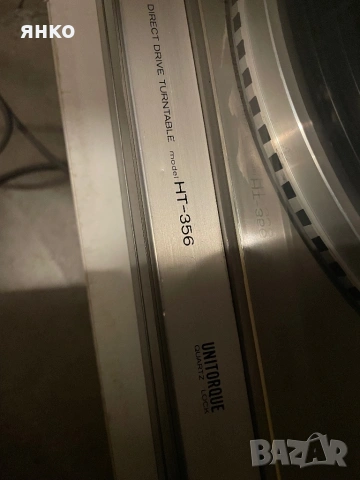 ЯНКО
DIRECT DRIVE TURNTABLE
model HT-356
UNITORQUE
QUARTZ LOCK
BAZAR